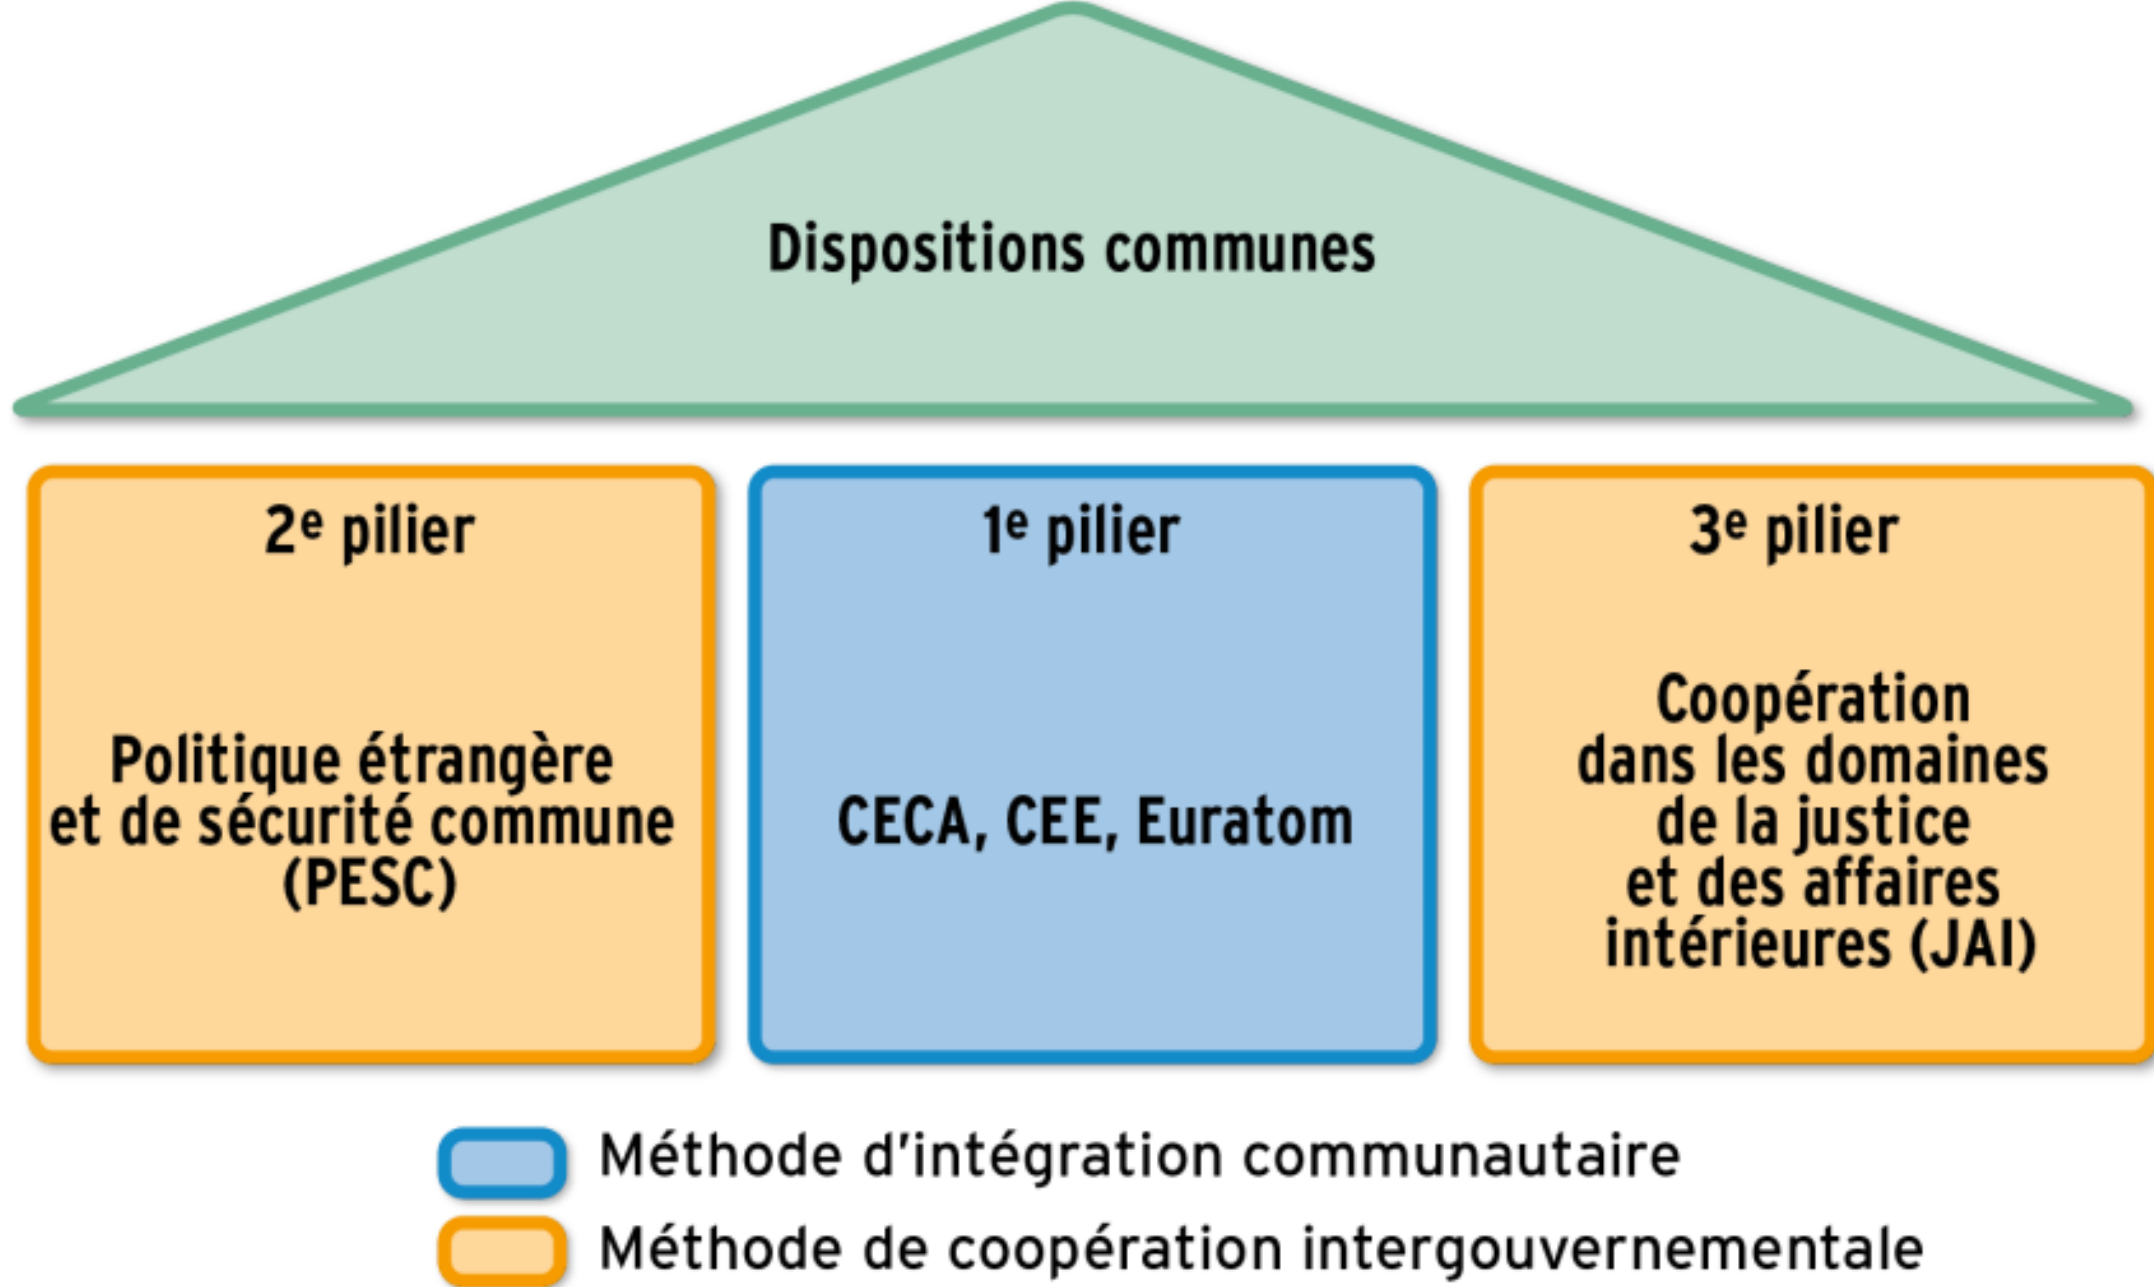 Dispositions communes
2e pilier
Politique étrangère
et de sécurité commune
(PESC)
1e pilier
CECA, CEE, Euratom
3e pilier
Coopération
dans les domaines
de la justice
et des affaires
intérieures (JAI)
Méthode d'intégration communautaire
Méthode de coopération intergouvernementale